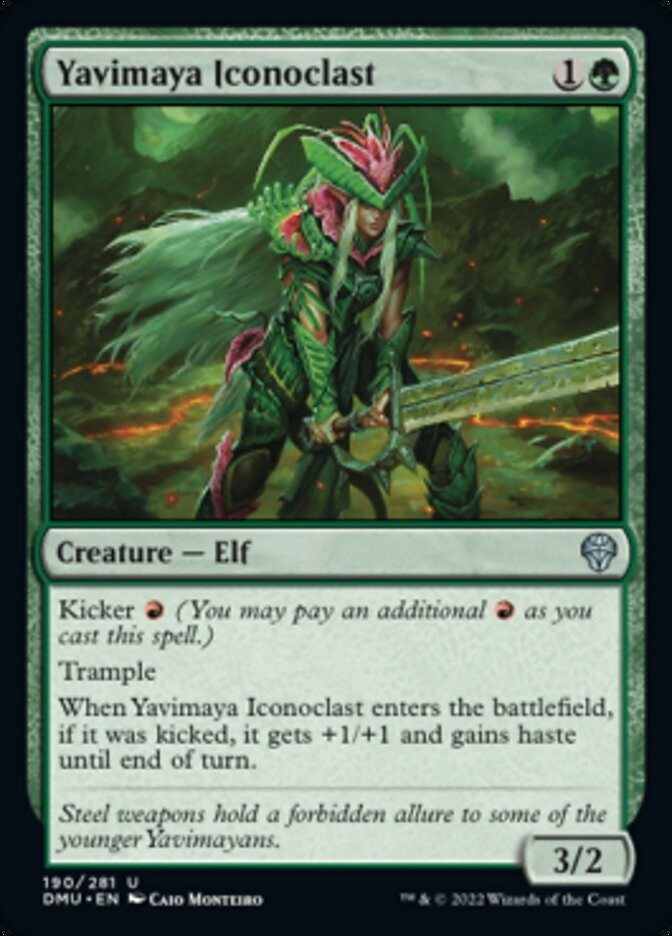 Yavimaya Iconoclast 1
Creature — Elf
Kicker (You may pay an additional as you
cast this spell.)
Trample
When Yavimaya Iconoclast enters the battlefield,
if it was kicked, it gets +1/+1 and gains haste
until end of turn.
Steel weapons hold a forbidden allure to some of the
younger Yavimayans.
3/2
190/281 U
DMU • EN Caio Monteiro
™ & © 2022 Wizards of the Coast